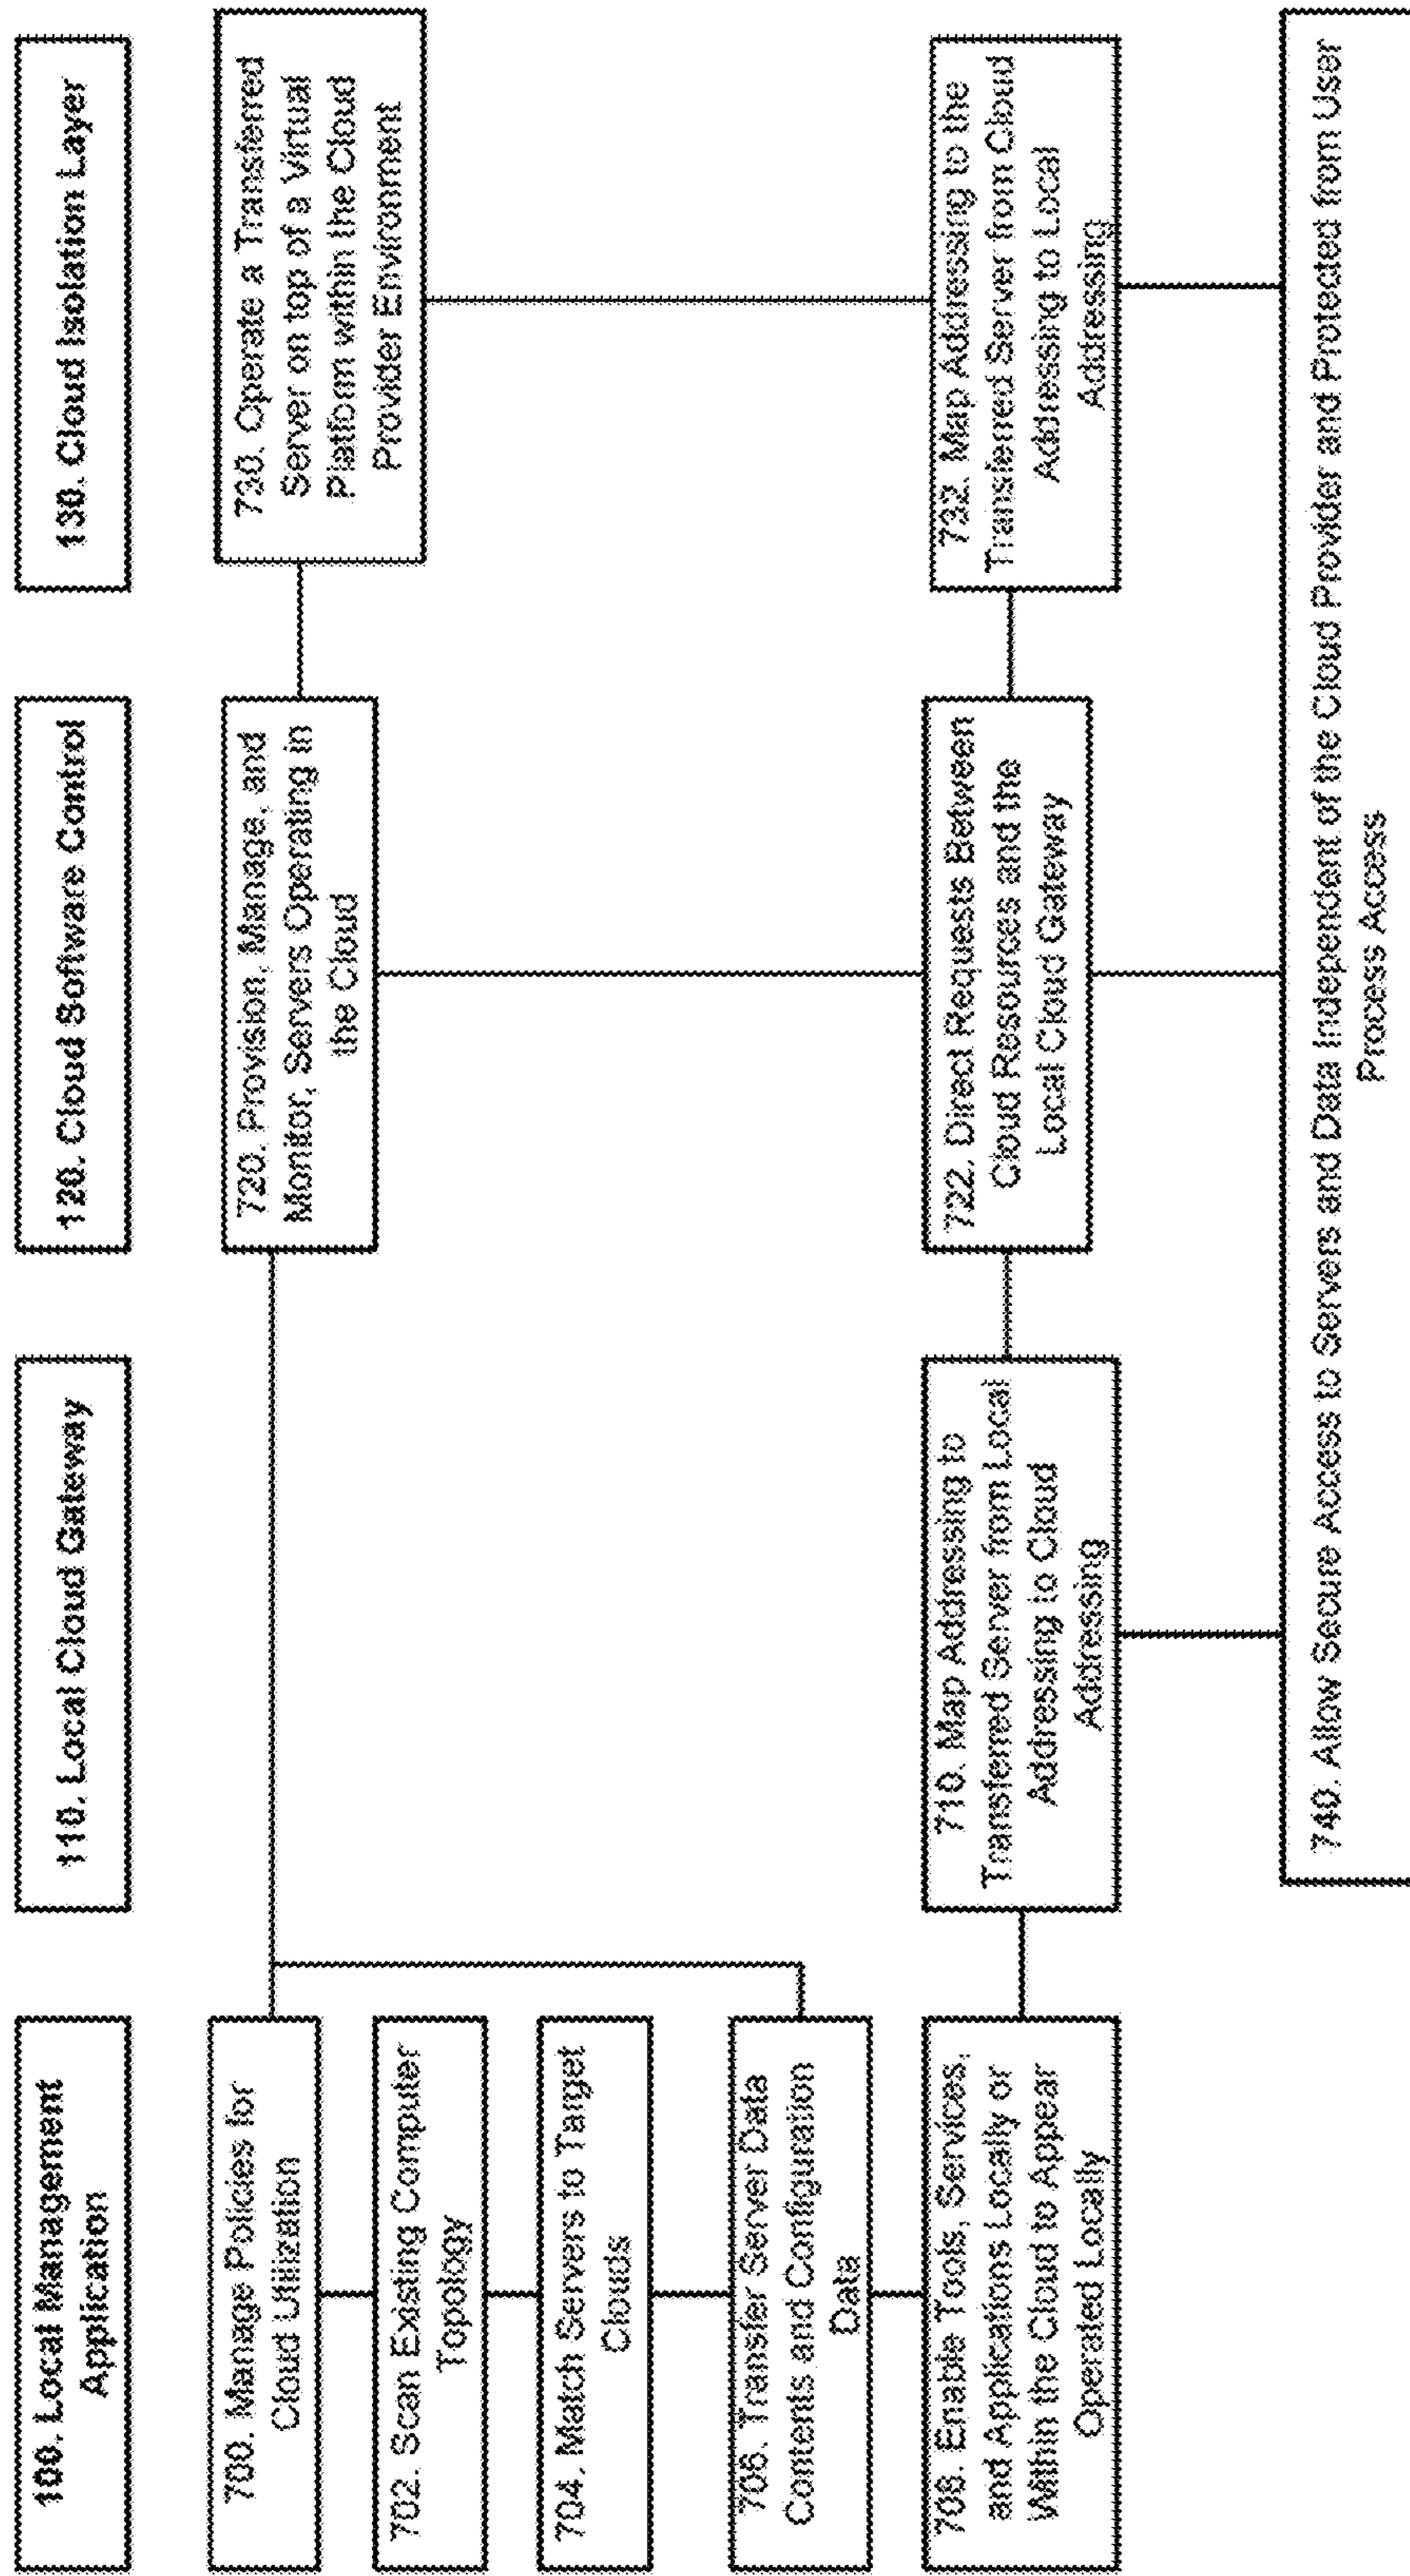 100. Local Management
Application
110. Local Cloud Gateway
120. Cloud Software Control
130. Cloud Isolation Layer
700. Manage Policies for
Cloud Utilization
702. Scan Existing Computer
Topology
704. Match Servers to Target
Clouds
706. Transfer Server Data
Contents and Configuration
Data
708. Enable Tools, Services,
and Applications Locally or
Within the Cloud to Appear
Operated Locally
710. Map Addressing to
Transferred Server from Local
Addressing to Cloud
Addressing
720. Provision, Manage, and
Monitor, Servers Operating in
the Cloud
722. Direct Requests Between
Cloud Resources and the
Local Cloud Gateway
730. Operate a Transferred
Server on top of a Virtual
Platform within the Cloud
Provider Environment
732. Map Addressing to the
Transferred Server from Cloud
Addressing to Local
Addressing
740. Allow Secure Access to Servers and Data Independent of the Cloud Provider and Protected from User
Process Access